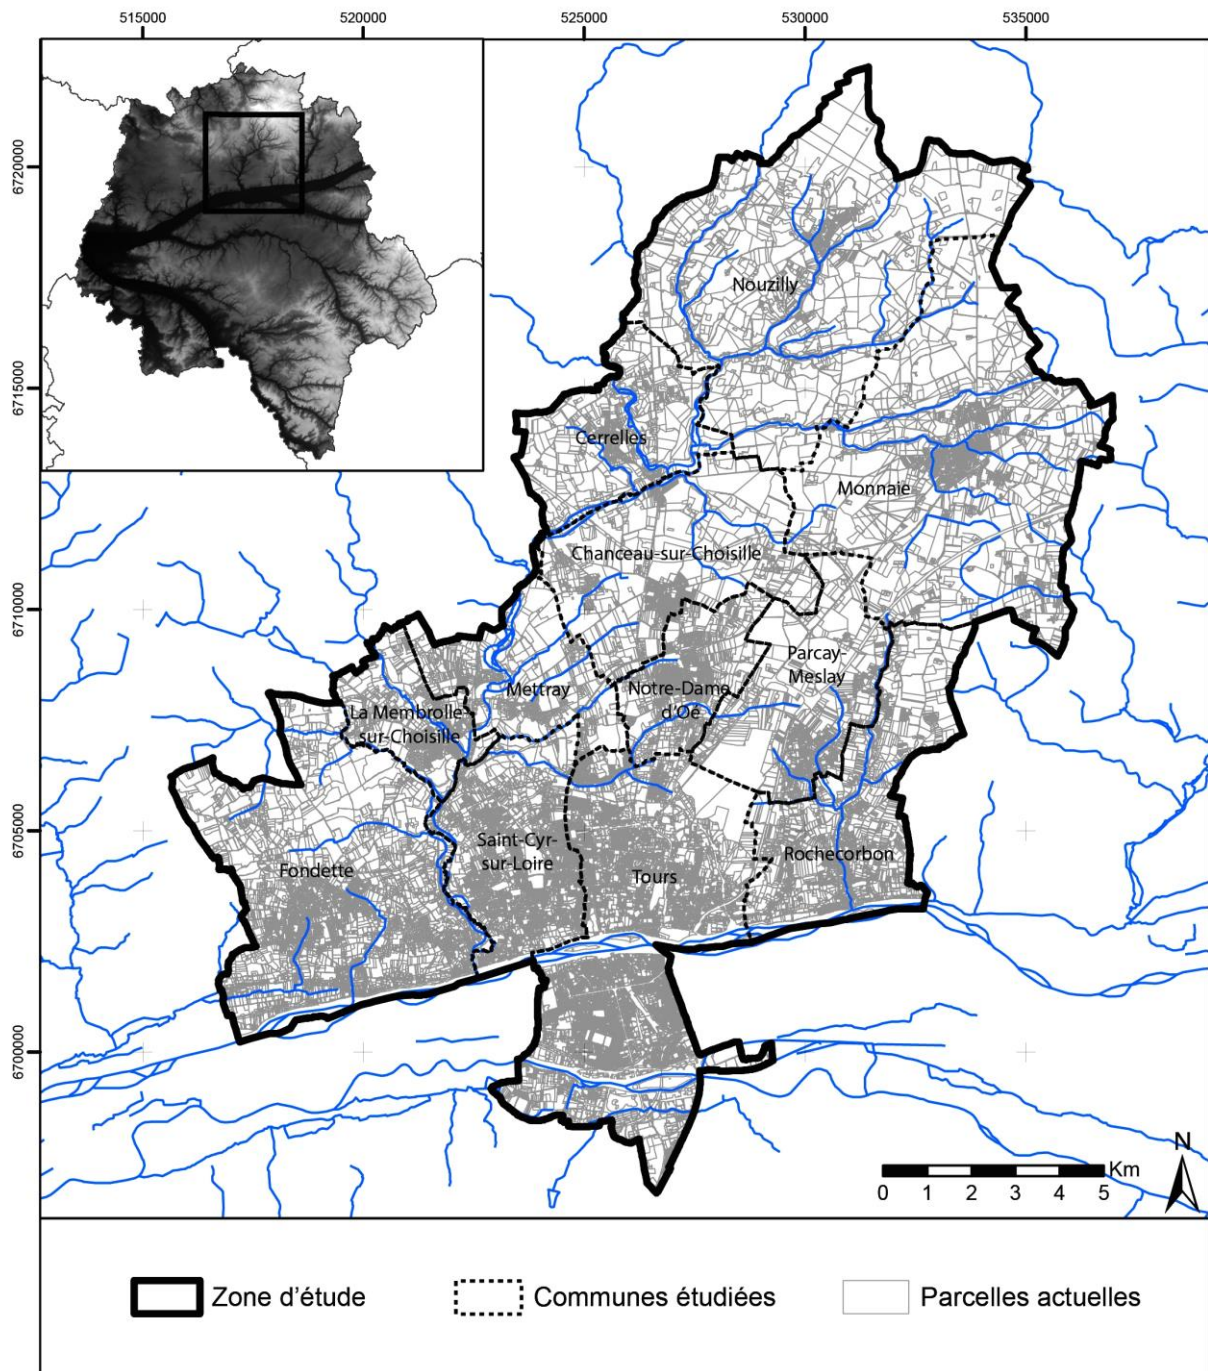 515000
520000
525000
530000
535000
6720000
6715000
6710000
6705000
6700000
Nouzilly
Cerrelles
Monnaie
Chanceau-sur-Choisille
Parcay-
Meslay
Mettray
Notre-Dame
d'Oé
La Membrolle-
sur-Choisille
Saint-Cyr-
sur-Loire
Rochecorbon
Fondette
Tours
N
Km
0 1 2 3 4 5
Zone d'étude
Communes étudiées
Parcelles actuelles